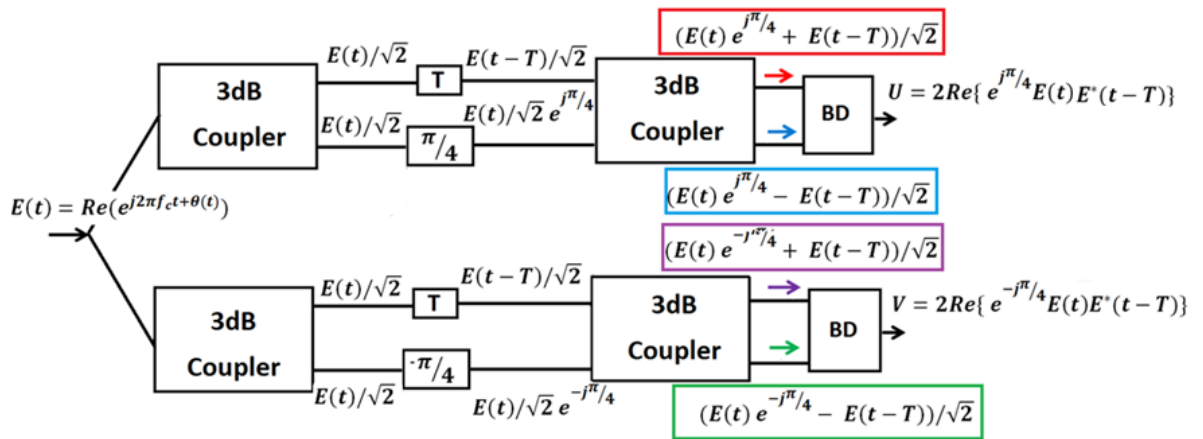 (E(t) e^{jπ/4} + E(t−T))/√2
E(t)/√2
E(t−T)/√2
3dB
Coupler
T
3dB
Coupler
BD
U = 2Re{ e^{jπ/4}E(t)E*(t−T)}
E(t)/√2
E(t)/√2 e^{jπ/4}
π/4
E(t) = Re(e^{j2πf_ct+θ(t)})
(E(t) e^{jπ/4} − E(t−T))/√2
(E(t) e^{-jπ/4} + E(t−T))/√2
E(t)/√2
E(t−T)/√2
3dB
Coupler
T
3dB
Coupler
BD
V = 2Re{ e^{−jπ/4}E(t)E*(t−T)}
-π/4
E(t)/√2
E(t)/√2 e^{−jπ/4}
(E(t) e^{−jπ/4} − E(t−T))/√2